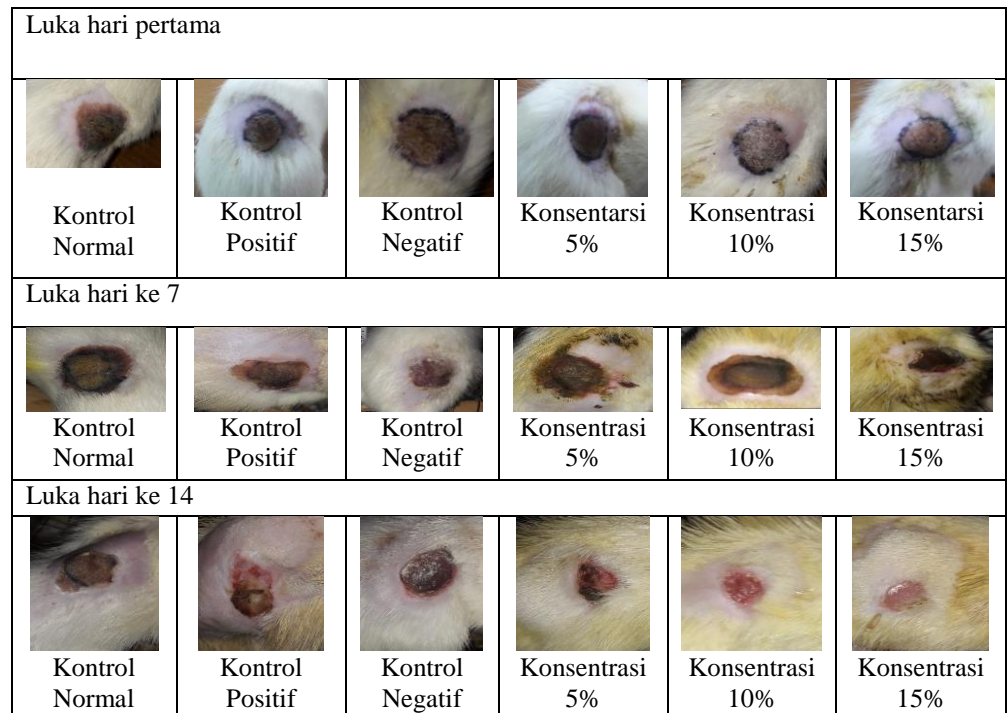 Luka hari pertama
Kontrol
Normal
Kontrol
Positif
Kontrol
Negatif
Konsentarsi
5%
Konsentrasi
10%
Konsentarsi
15%
Luka hari ke 7
Kontrol
Normal
Kontrol
Positif
Kontrol
Negatif
Konsentrasi
5%
Konsentrasi
10%
Konsentrasi
15%
Luka hari ke 14
Kontrol
Normal
Kontrol
Positif
Kontrol
Negatif
Konsentrasi
5%
Konsentrasi
10%
Konsentrasi
15%